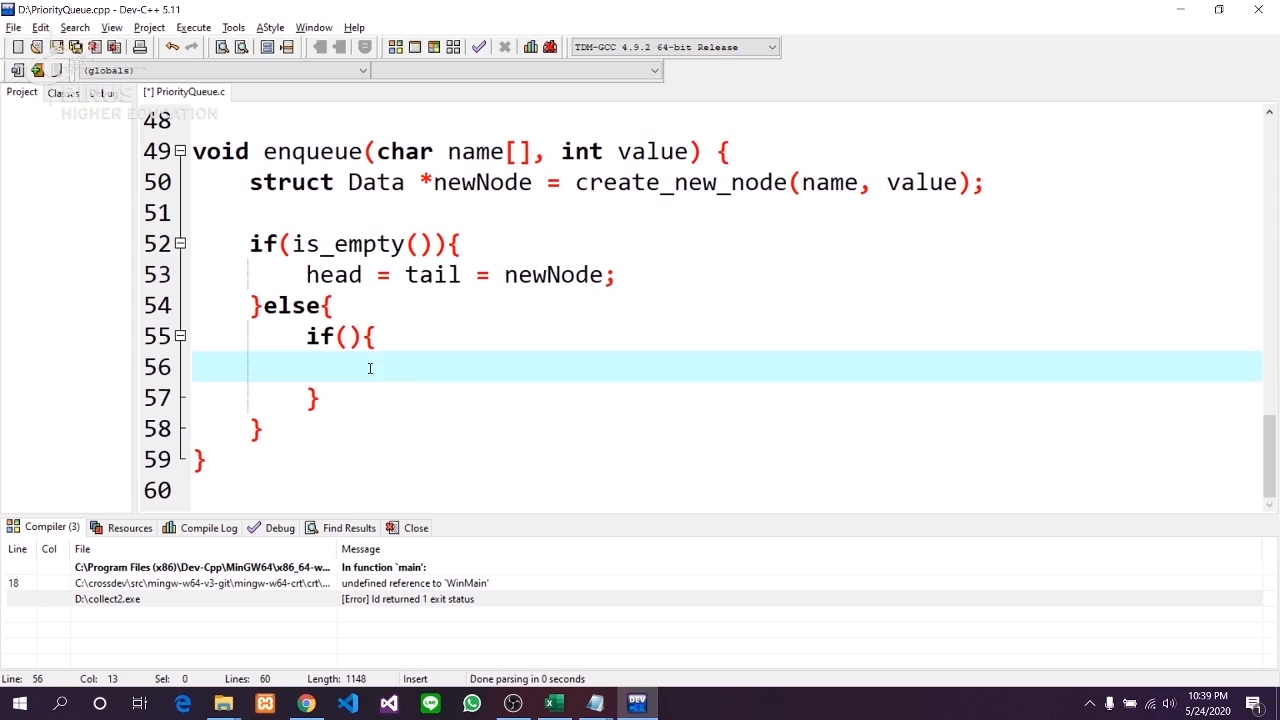 D:\PriorityQueue.cpp - Dev-C++ 5.11
File Edit Search View Project Execute Tools AStyle Window Help
TDM-GCC 4.9.2 64-bit Release
(globals)
Project Classes Debug [*] PriorityQueue.c
HIGHER EDUCATION
48
49 void enqueue(char name[], int value) {
50 struct Data *newNode = create_new_node(name, value);
51
52 if(is_empty()){
53 head = tail = newNode;
54 }else{
55 if(){
56
57 }
58 }
59 }
60
Compiler (3) Resources Compile Log Debug Find Results Close
Line Col File Message
C:\Program Files (x86)\Dev-Cpp\MinGW64\x86_64-w... In function `main':
18 C:\crossdev\src\mingw-w64-v3-git\mingw-w64-crt\crt\... undefined reference to `WinMain'
D:\collect2.exe [Error] ld returned 1 exit status
Line: 56 Col: 13 Sel: 0 Lines: 60 Length: 1148 Insert Done parsing in 0 seconds
10:39 PM
5/24/2020